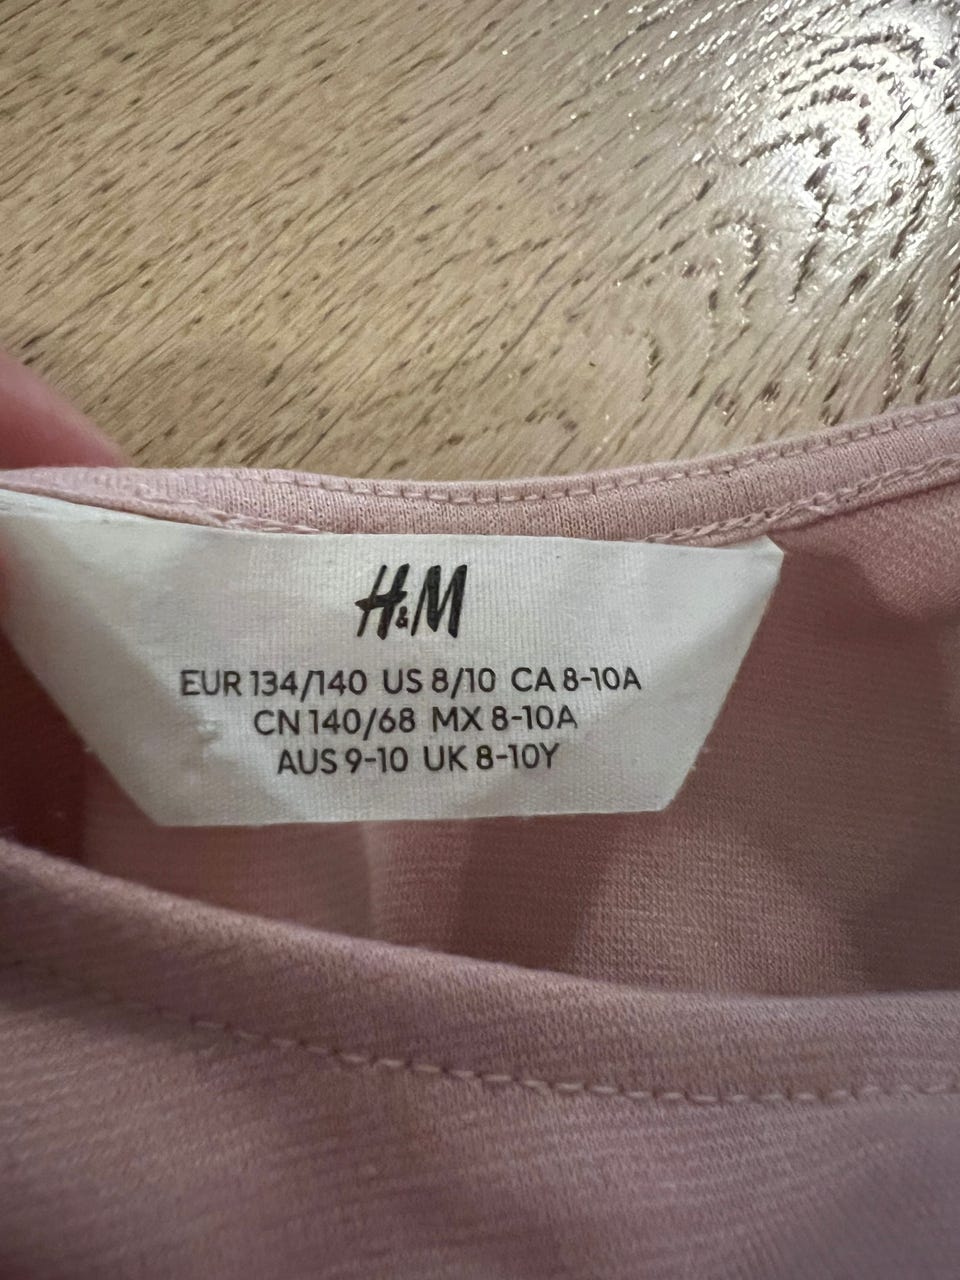 H&M
EUR 134/140 US 8/10 CA 8-10A
CN 140/68 MX 8-10A
AUS 9-10 UK 8-10Y